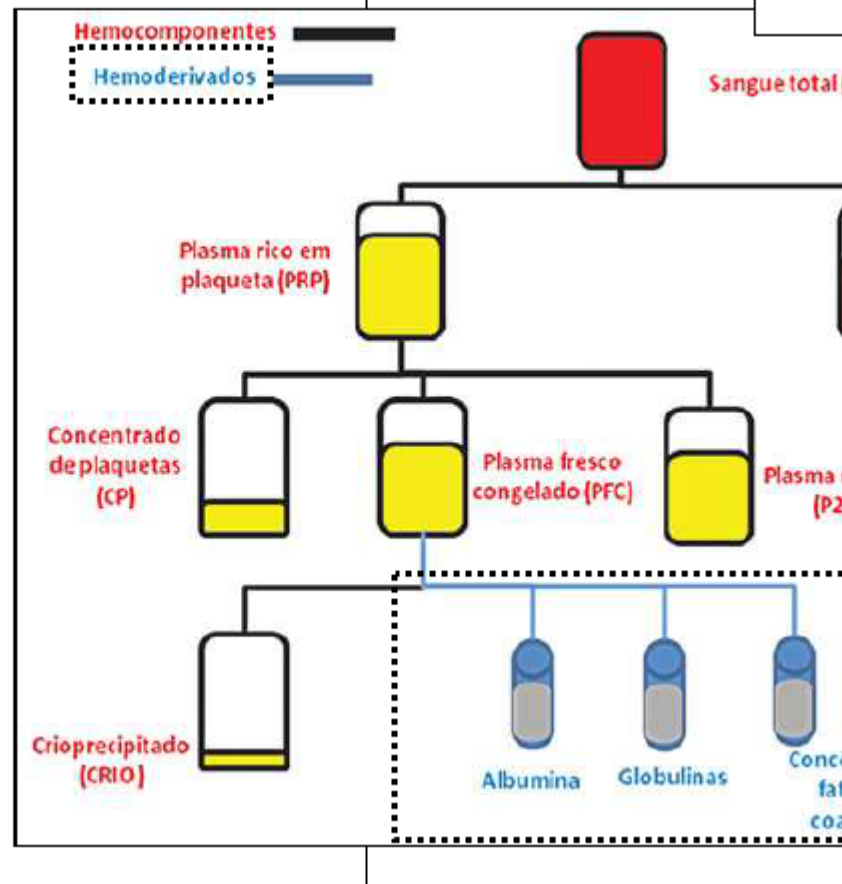 Hemocomponentes
Hemoderivados
Sangue total
Plasma rico em
plaqueta (PRP)
Concentrado
de plaquetas
(CP)
Plasma fresco
congelado (PFC)
Plasma
(P2
Crioprecipitado
(CRIO)
Albumina
Globulinas